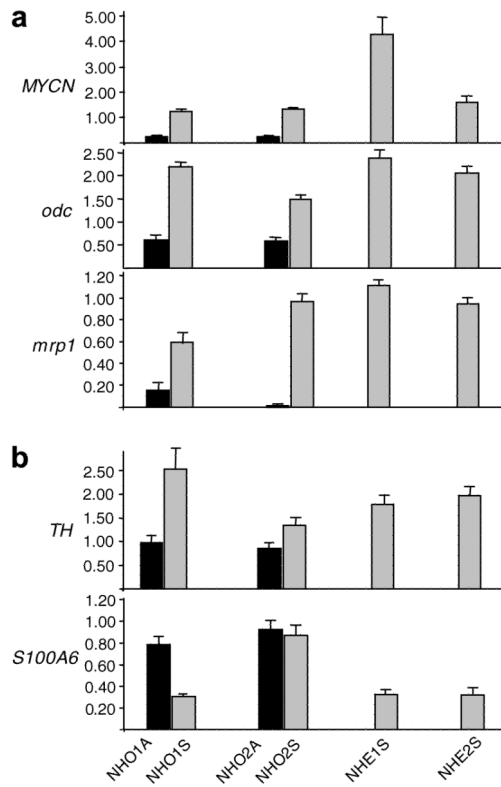 a
5.00
4.00
3.00
2.00
1.00
MYCN
2.50
2.00
1.50
1.00
0.50
odc
1.20
1.00
0.80
0.60
0.40
0.20
mrp1
b
2.50
2.00
1.50
1.00
0.50
TH
1.20
1.00
0.80
0.60
0.40
0.20
S100A6
NHO1A
NHO1S
NHO2A
NHO2S
NHE1S
NHE2S